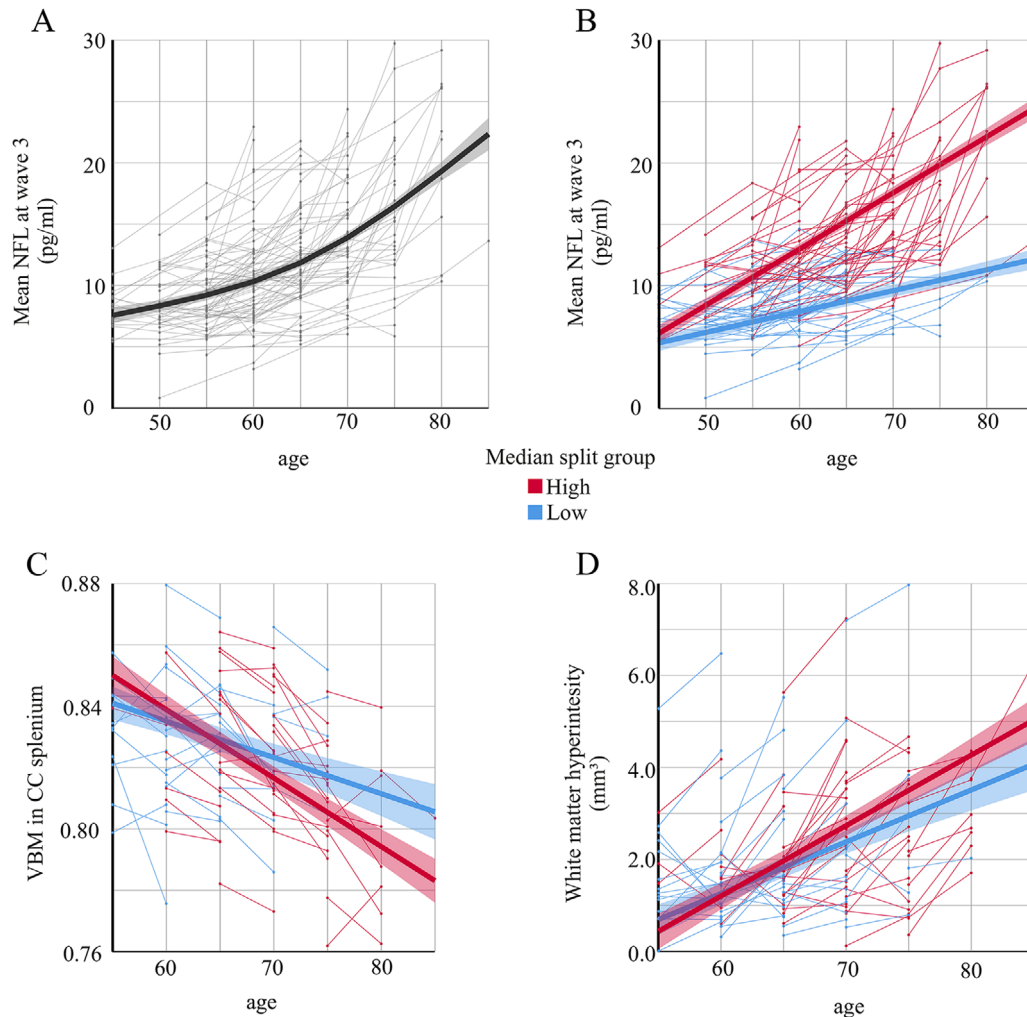 A
B
30
20
10
0
Mean NFL at wave 3
(pg/ml)
50
60
70
80
age
30
20
10
0
Mean NFL at wave 3
(pg/ml)
50
60
70
80
age
Median split group
High
Low
C
D
0.88
0.84
0.80
0.76
VBM in CC splenium
60
70
80
age
8.0
6.0
4.0
2.0
0.0
White matter hyperintesity
(mm³)
60
70
80
age